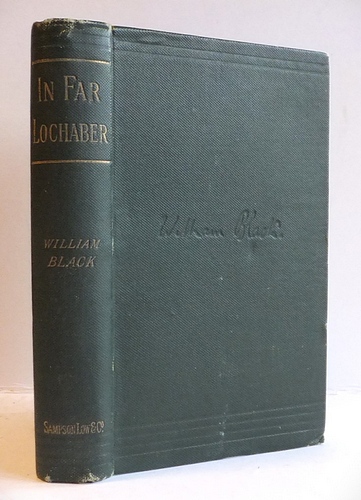 IN FAR
LOCHABER
WILLIAM
BLACK
SAMPSON LOW & Co
William Black.